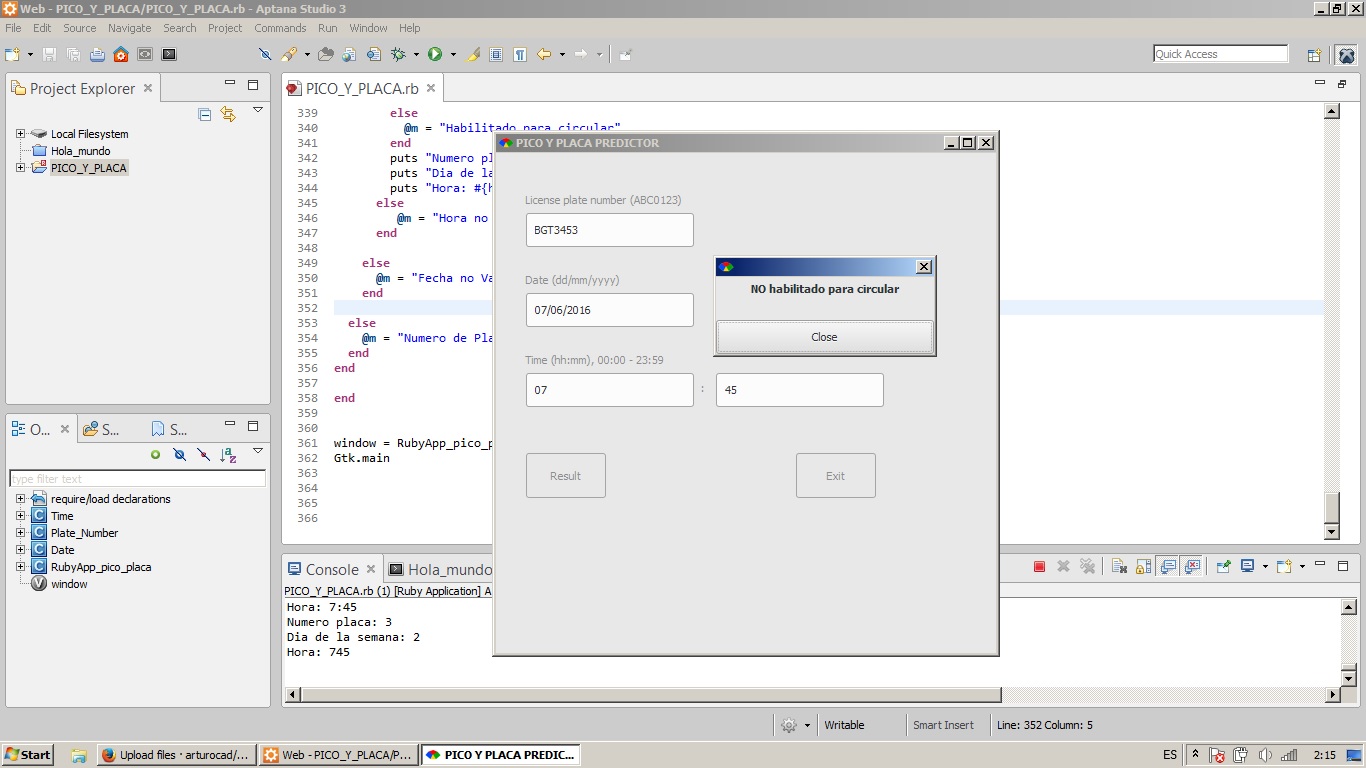 Web - PICO_Y_PLACA/PICO_Y_PLACA.rb - Aptana Studio 3
File Edit Source Navigate Search Project Commands Run Window Help
Quick Access
Project Explorer
Local Filesystem
Hola_mundo
PICO_Y_PLACA
PICO_Y_PLACA.rb
339 else
340 @m = "Habilitado para circular"
341 end
342 puts "Numero pl
343 puts "Dia de la
344 puts "Hora: #{h
345 else
346 @m = "Hora no
347 end
348
349 else
350 @m = "Fecha no Va
351 end
352
353 else
354 @m = "Numero de Pla
355 end
356 end
357
358 end
359
360
361 window = RubyApp_pico_p
362 Gtk.main
363
364
365
366
PICO Y PLACA PREDICTOR
License plate number (ABC0123)
BGT3453
Date (dd/mm/yyyy)
07/06/2016
Time (hh:mm), 00:00 - 23:59
07 : 45
Result Exit
NO habilitado para circular
Close
O... S... S...
type filter text
require/load declarations
Time
Plate_Number
Date
RubyApp_pico_placa
window
Console Hola_mundo
PICO_Y_PLACA.rb (1) [Ruby Application] A
Hora: 7:45
Numero placa: 3
Dia de la semana: 2
Hora: 745
Writable Smart Insert Line: 352 Column: 5
Start Upload files · arturocad/... Web - PICO_Y_PLACA/P... PICO Y PLACA PREDIC... ES 2:15